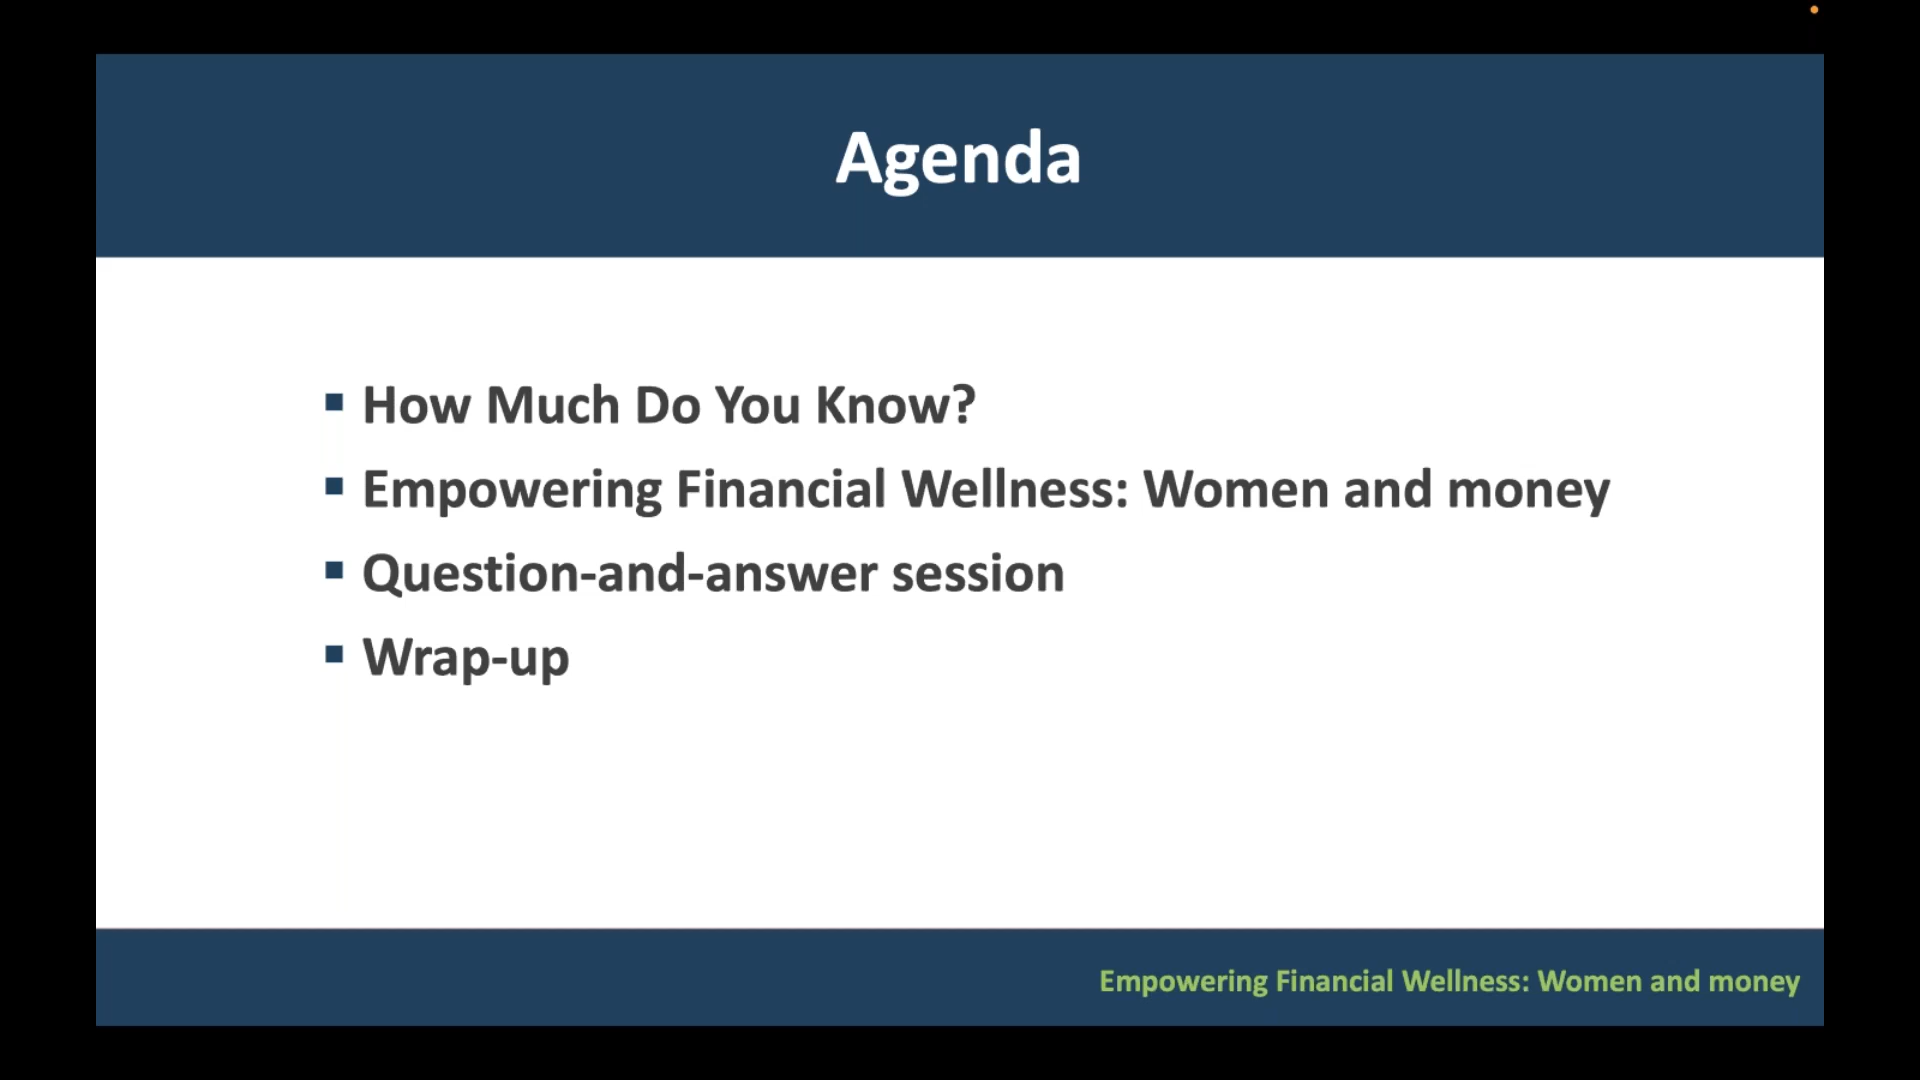 Agenda
▪ How Much Do You Know?
▪ Empowering Financial Wellness: Women and money
▪ Question-and-answer session
▪ Wrap-up
Empowering Financial Wellness: Women and money